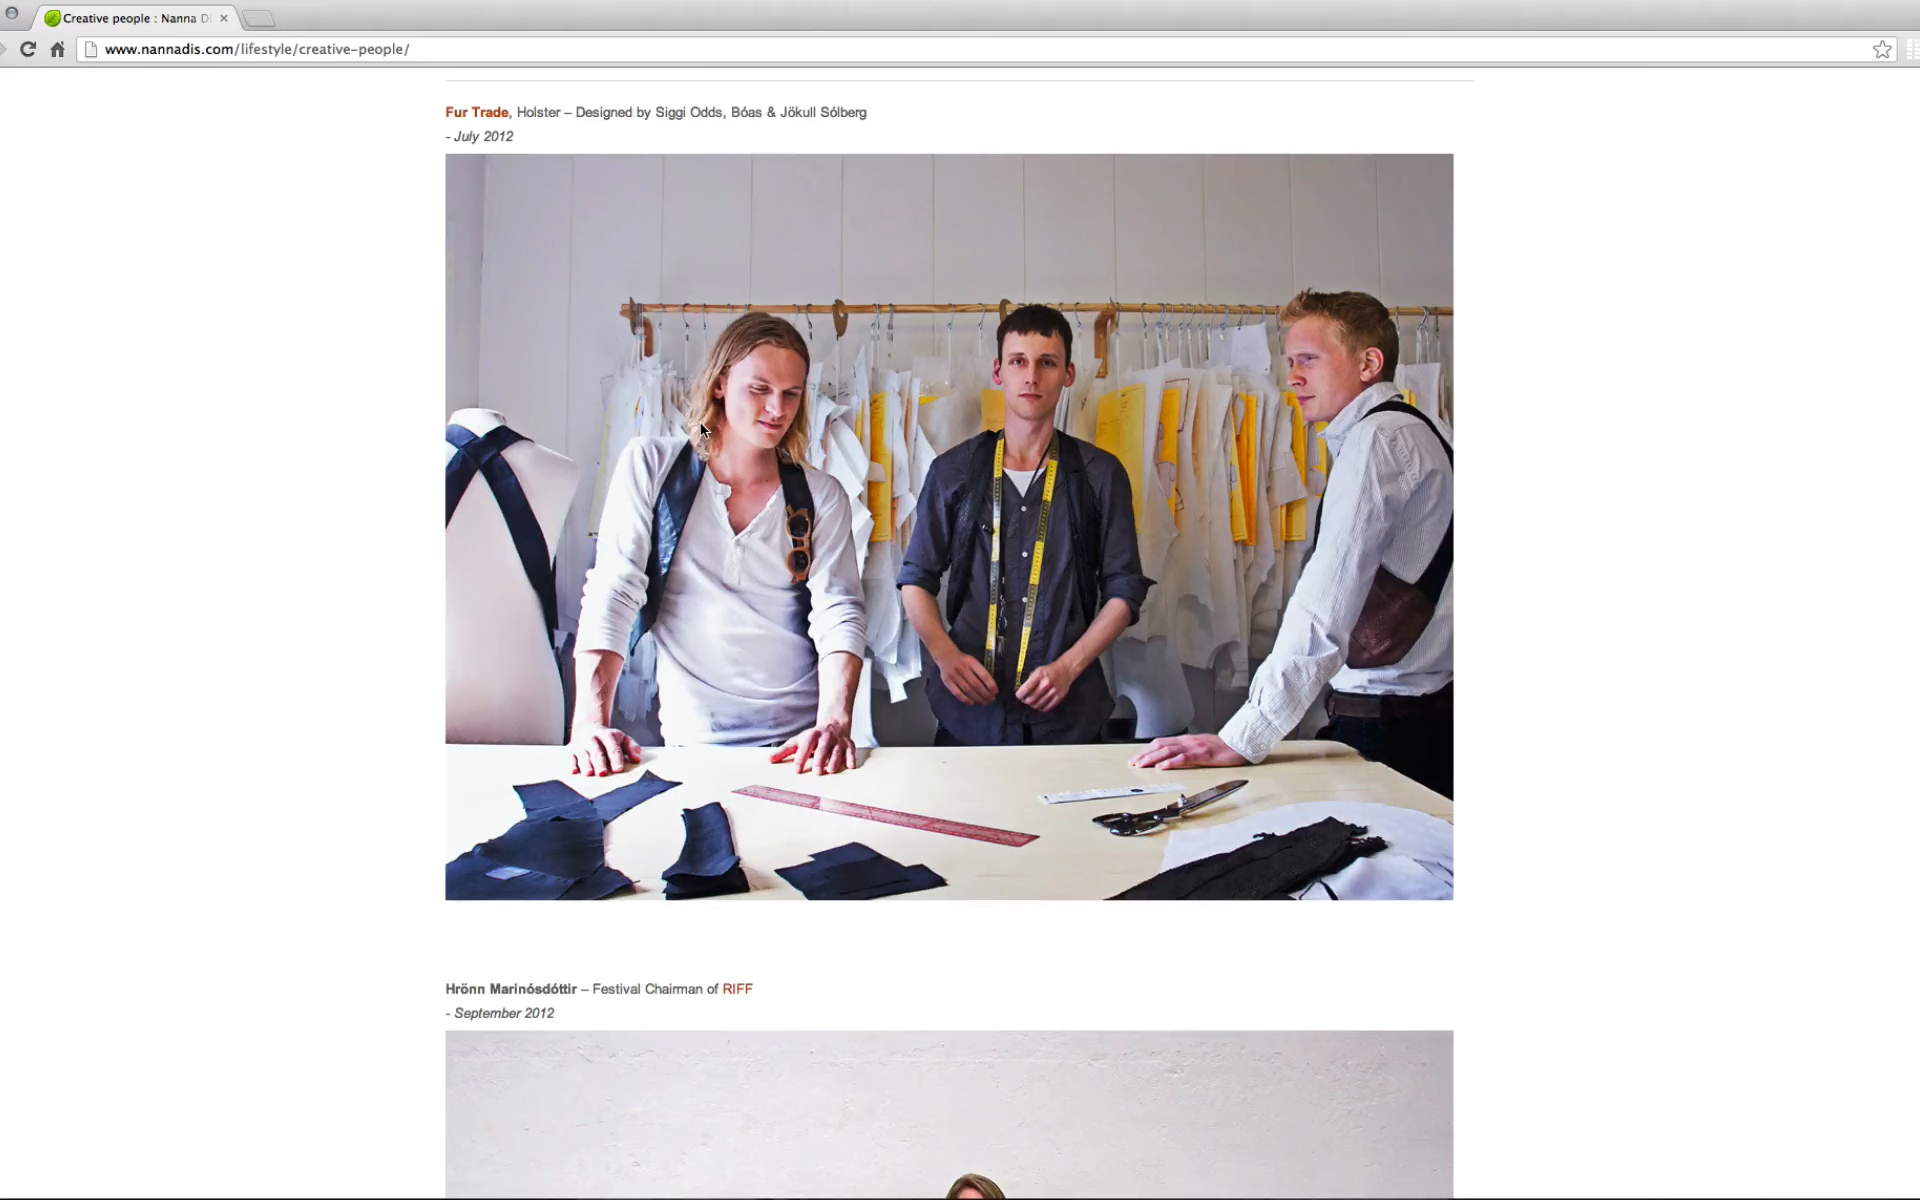 Creative people : Nanna D
www.nannadis.com/lifestyle/creative-people/
Fur Trade, Holster – Designed by Siggi Odds, Bóas & Jökull Sólberg
- July 2012
Hrönn Marinósdóttir – Festival Chairman of RIFF
- September 2012